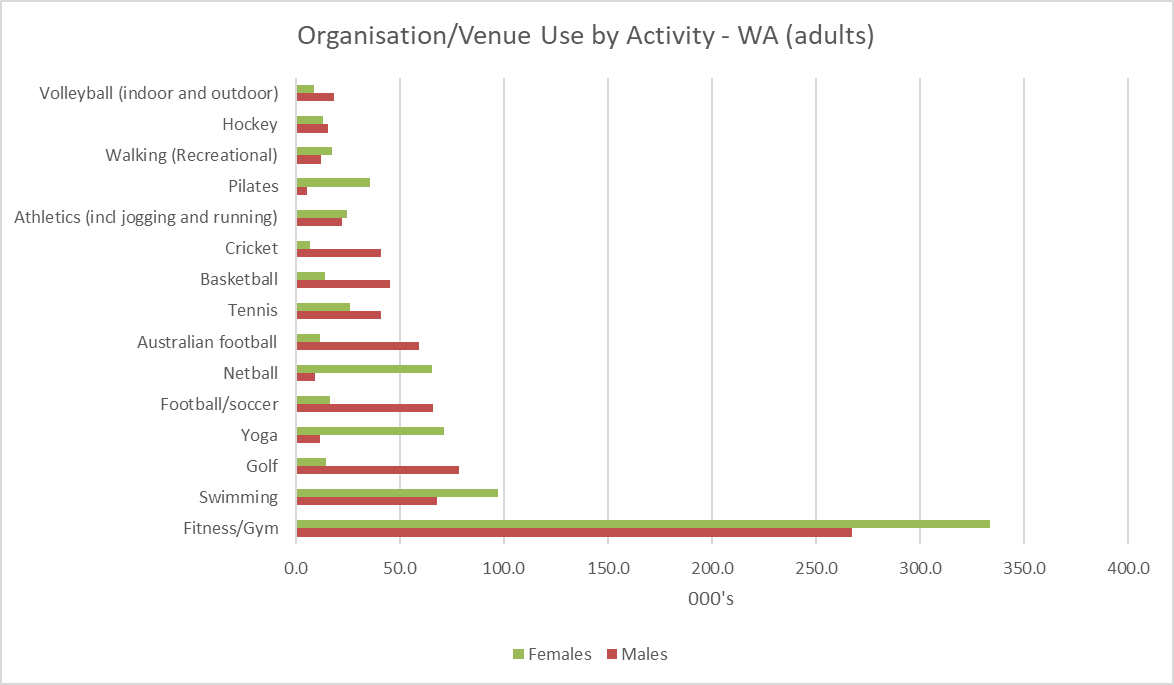 Organisation/Venue Use by Activity - WA (adults)
Volleyball (indoor and outdoor)
Hockey
Walking (Recreational)
Pilates
Athletics (incl jogging and running)
Cricket
Basketball
Tennis
Australian football
Netball
Football/soccer
Yoga
Golf
Swimming
Fitness/Gym
0.0 50.0 100.0 150.0 200.0 250.0 300.0 350.0 400.0
000's
Females Males